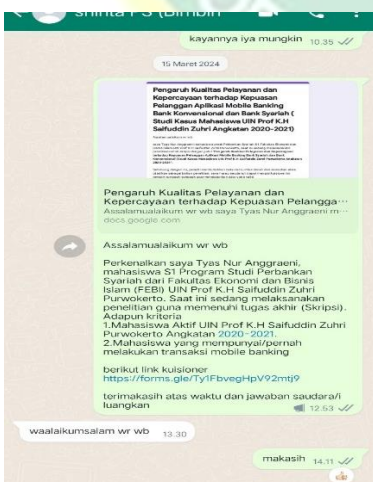 shinta PS (Bimbin
kayannya iya mungkin 10.35
15 Maret 2024
Pengaruh Kualitas Pelayanan dan
Kepercayaan terhadap Kepuasan
Pelanggan Aplikasi Mobile Banking
Bank Konvensional dan Bank Syariah (
Studi Kasus Mahasiswa UIN Prof K.H
Saifuddin Zuhri Angkatan 2020-2021)
Pengaruh Kualitas Pelayanan dan
Kepercayaan terhadap Kepuasan Pelangga...
Assalamualaikum wr wb saya Tyas Nur Anggraeni m...
docs.google.com
Assalamualaikum wr wb
Perkenalkan saya Tyas Nur Anggraeni,
mahasiswa S1 Program Studi Perbankan
Syariah dari Fakultas Ekonomi dan Bisnis
Islam (FEBI) UIN Prof K.H Saifuddin Zuhri
Purwokerto. Saat ini sedang melaksanakan
penelitian guna memenuhi tugas akhir (Skripsi).
Adapun kriteria
1.Mahasiswa Aktif UIN Prof K.H Saifuddin Zuhri
Purwokerto Angkatan 2020-2021.
2.Mahasiswa yang mempunyai/pernah
melakukan transaksi mobile banking
berikut link kuisioner
https://forms.gle/Ty1FbvegHpV92mtj9
terimakasih atas waktu dan jawaban saudara/i
luangkan 12.53
waalaikumsalam wr wb 13.30
makasih 14.11